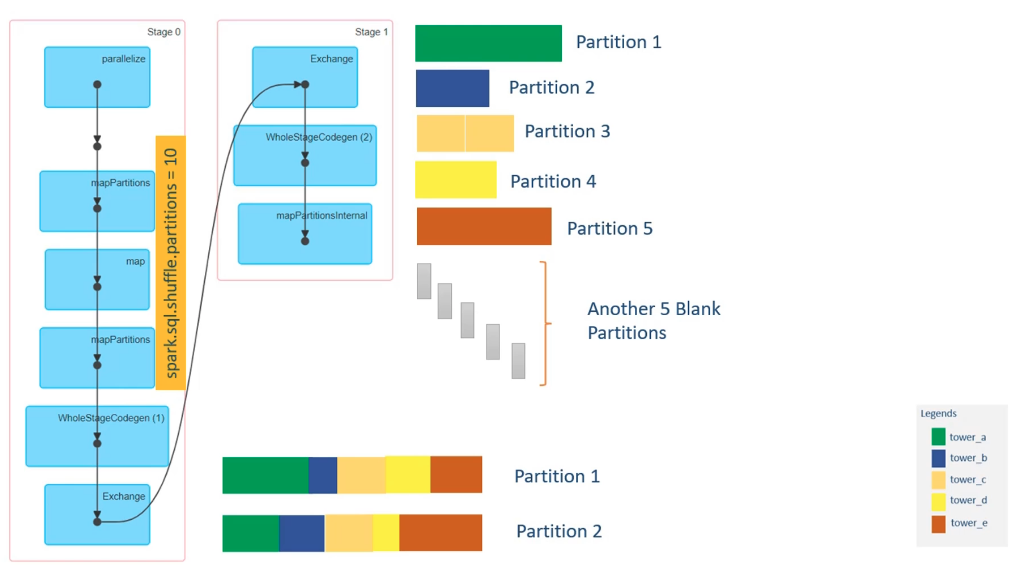 Stage 0
parallelize
mapPartitions
map
mapPartitions
WholeStageCodegen (1)
Exchange
spark.sql.shuffle.partitions = 10
Stage 1
Exchange
WholeStageCodegen (2)
mapPartitionsInternal
Partition 1
Partition 2
Partition 3
Partition 4
Partition 5
Another 5 Blank
Partitions
Partition 1
Partition 2
Legends
tower_a
tower_b
tower_c
tower_d
tower_e